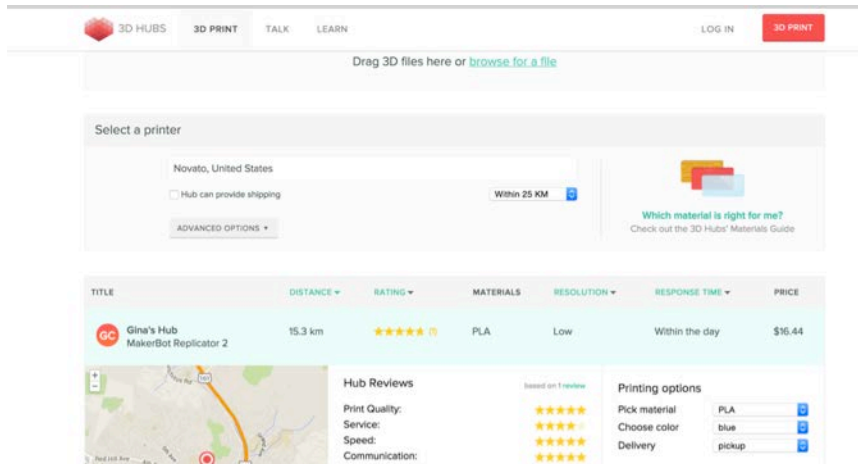 3D HUBS 3D PRINT TALK LEARN LOG IN 3D PRINT
Drag 3D files here or browse for a file
Select a printer
Novato, United States
Hub can provide shipping Within 25 KM
ADVANCED OPTIONS
Which material is right for me?
Check out the 3D Hubs' Materials Guide
TITLE DISTANCE RATING MATERIALS RESOLUTION RESPONSE TIME PRICE
GC Gina's Hub 15.3 km (1) PLA Low Within the day $16.44
MakerBot Replicator 2
Hub Reviews based on 1 review
Print Quality:
Service:
Speed:
Communication:
Printing options
Pick material PLA
Choose color blue
Delivery pickup
101